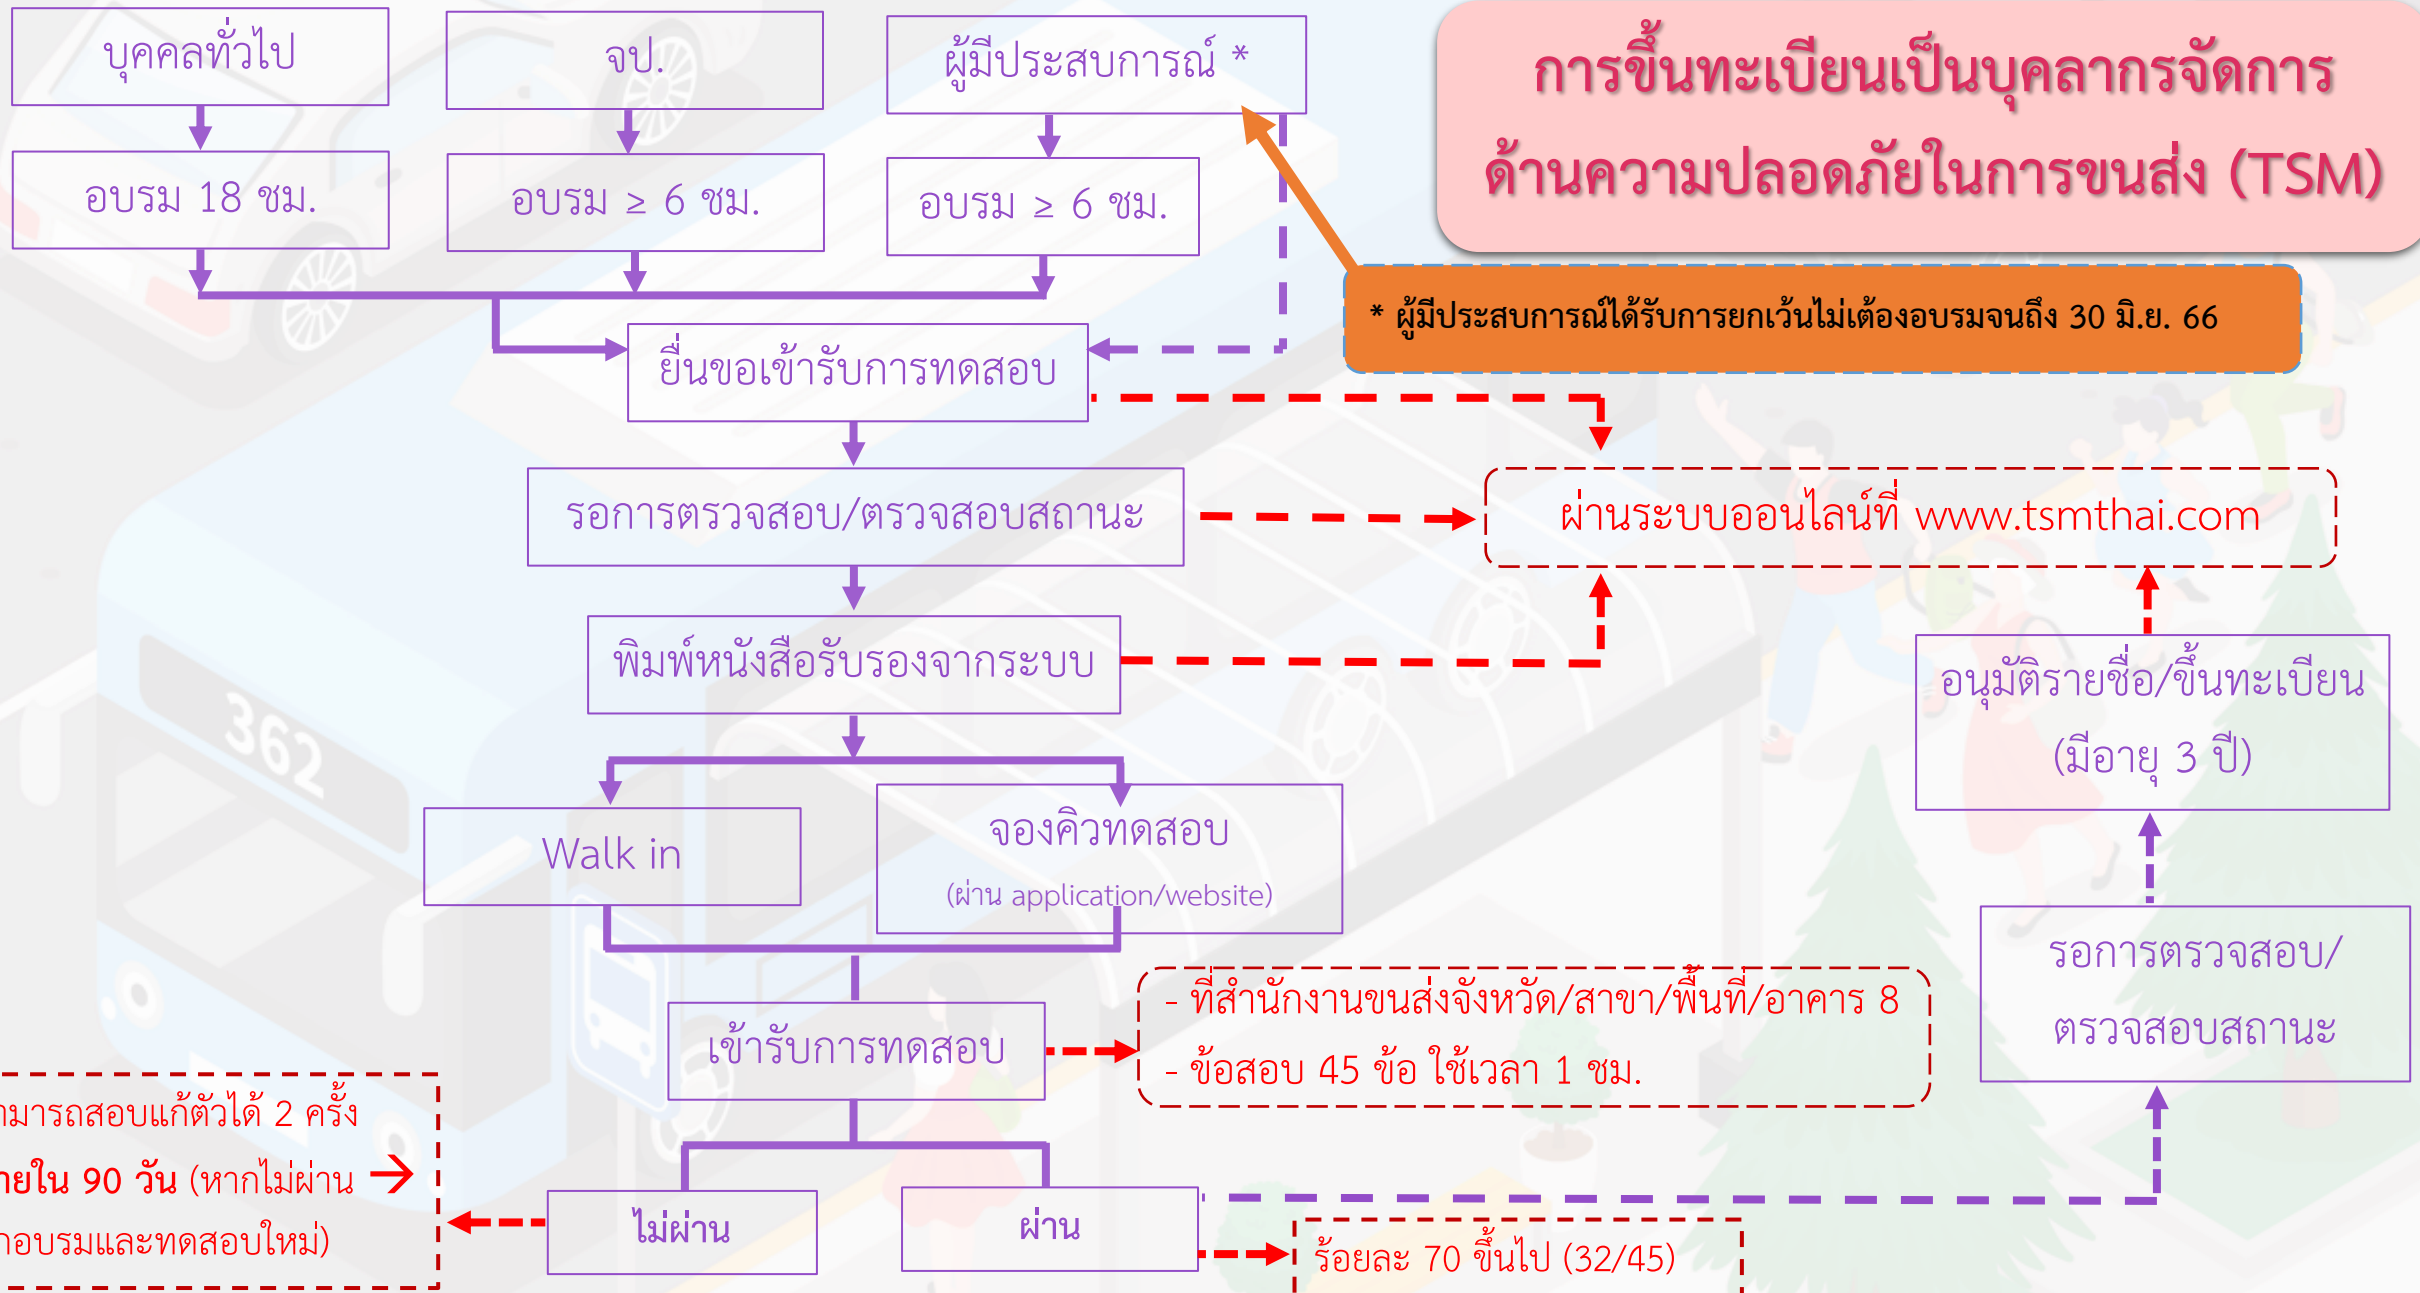 บุคคลทั่วไป
จป.
ผู้มีประสบการณ์ *
การขึ้นทะเบียนเป็นบุคลากรจัดการ
ด้านความปลอดภัยในการขนส่ง (TSM)
อบรม 18 ชม.
อบรม ≥ 6 ชม.
อบรม ≥ 6 ชม.
* ผู้มีประสบการณ์ได้รับการยกเว้นไม่เต้องอบรมจนถึง 30 มิ.ย. 66
ยื่นขอเข้ารับการทดสอบ
รอการตรวจสอบ/ตรวจสอบสถานะ
ผ่านระบบออนไลน์ที่ www.tsmthai.com
พิมพ์หนังสือรับรองจากระบบ
อนุมัติรายชื่อ/ขึ้นทะเบียน
(มีอายุ 3 ปี)
362
Walk in
จองคิวทดสอบ
(ผ่าน application/website)
รอการตรวจสอบ/
ตรวจสอบสถานะ
เข้ารับการทดสอบ
- ที่สำนักงานขนส่งจังหวัด/สาขา/พื้นที่/อาคาร 8
- ข้อสอบ 45 ข้อ ใช้เวลา 1 ชม.
ามารถสอบแก้ตัวได้ 2 ครั้ง
ายใน 90 วัน (หากไม่ผ่าน →
อบรมและทดสอบใหม่)
ไม่ผ่าน
ผ่าน
ร้อยละ 70 ขึ้นไป (32/45)